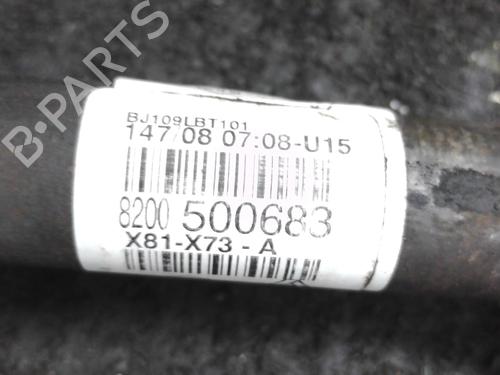 B-PARTS
BJ109LBT101
147/08 07:08-U15
8200 500683
X81-X73 - A